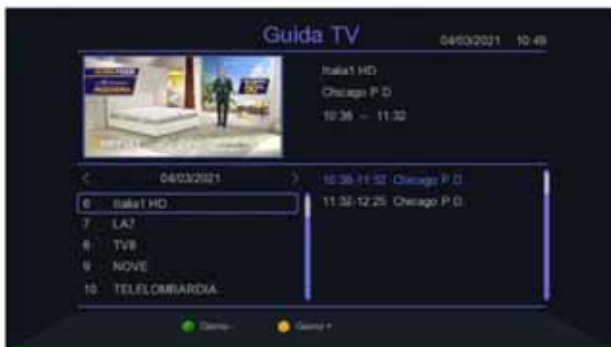 Guida TV
04/03/2021 10:49
Italia1 HD
Chicago P.D.
10:36 - 11:32
04/03/2021
10:36-11:32 Chicago P.D.
6 Italia1 HD
11:32-12:25 Chicago P.D.
7 LA7
8 TV8
9 NOVE
10 TELELOMBARDIA
Giorno -
Giorno +